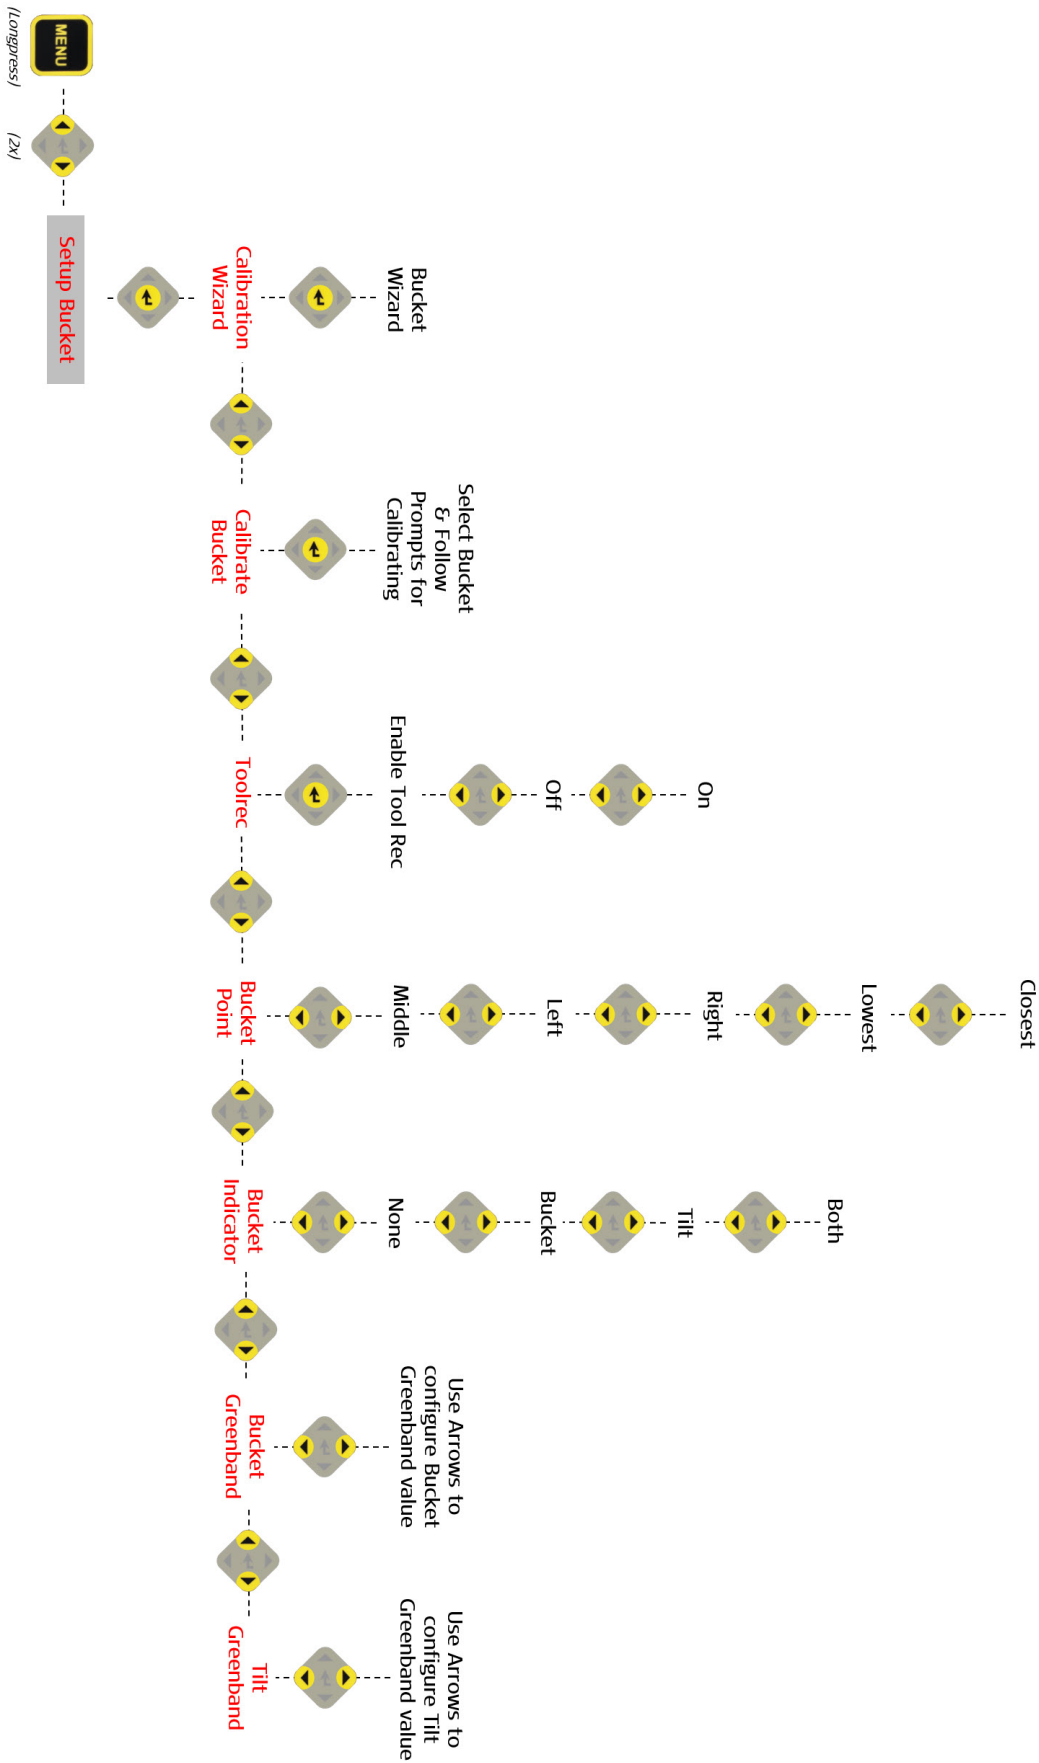 MENU
(Longpress)
(2x)
Setup Bucket
Calibration
Wizard
Bucket
Wizard
Calibrate
Bucket
Select Bucket
& Follow
Prompts for
Calibrating
Toolrec
Enable Tool Rec
Off
On
Bucket
Point
Middle
Left
Right
Lowest
Closest
Bucket
Indicator
None
Bucket
Tilt
Both
Bucket
Greenband
Use Arrows to
configure Bucket
Greenband value
Tilt
Greenband
Use Arrows to
configure Tilt
Greenband value